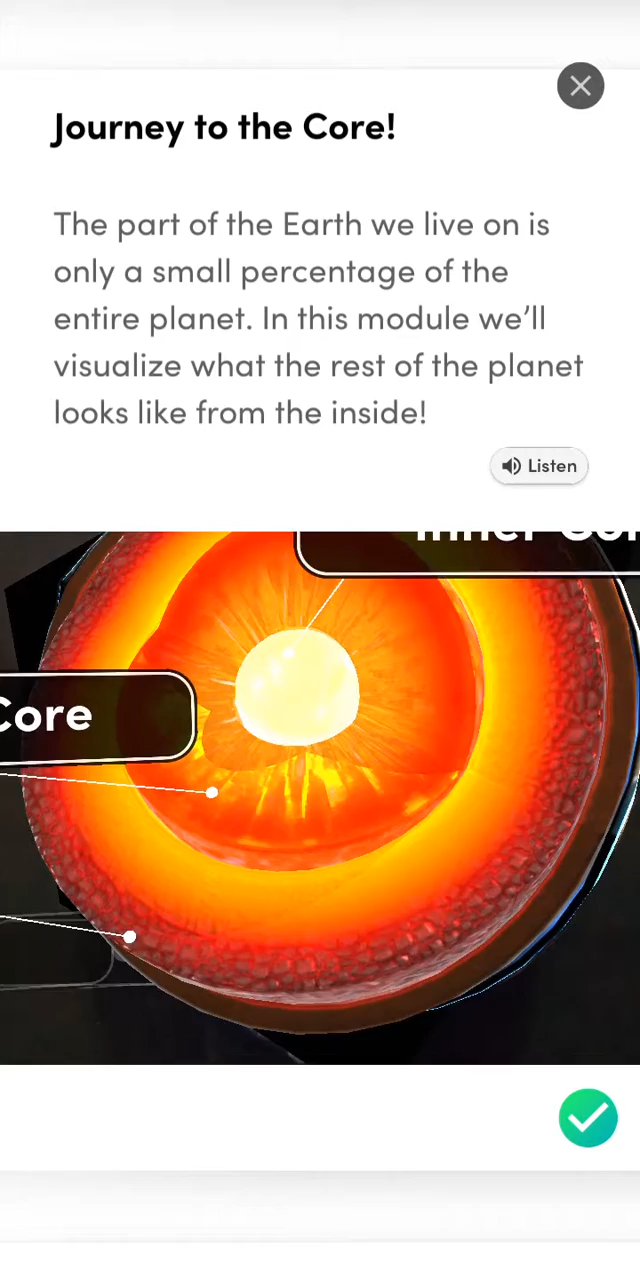 Journey to the Core!
The part of the Earth we live on is
only a small percentage of the
entire planet. In this module we’ll
visualize what the rest of the planet
looks like from the inside!
Listen
Inner
Core